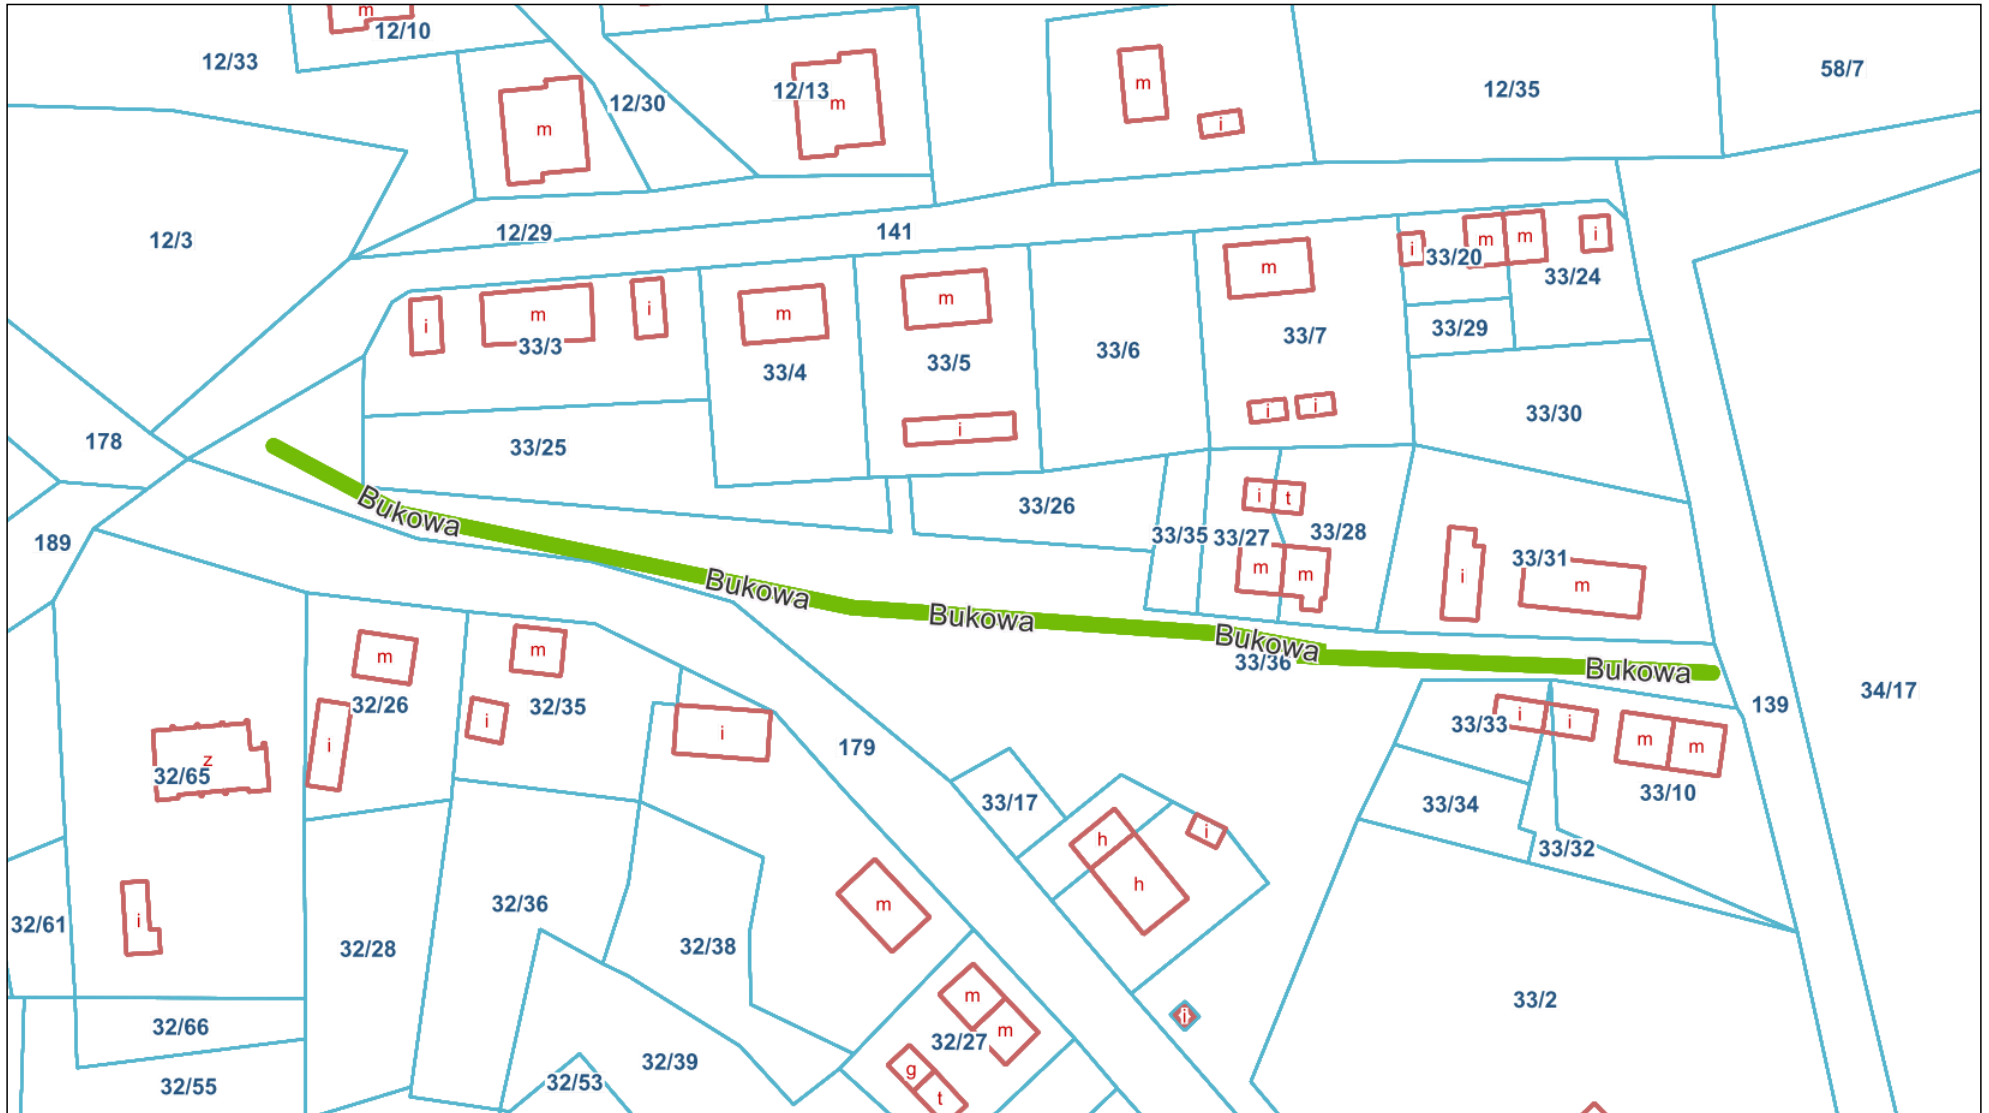 m
12/10
12/33
12/30
12/13
m
m
m
i
12/35
58/7
12/3
12/29
141
i
m
33/3
i
m
33/4
m
33/5
i
33/6
m
33/7
i
i
i
33/20
m
m
i
33/24
33/29
33/30
178
33/25
189
Bukowa
33/26
33/35
33/27
33/28
i
t
m
m
i
33/31
m
Bukowa
Bukowa
Bukowa
33/36
Bukowa
139
34/17
m
32/26
i
m
32/35
i
i
179
z
32/65
33/33
i
i
m
m
33/10
33/34
33/32
33/17
h
h
i
i
32/61
32/36
m
32/28
32/38
i
33/2
m
m
32/27
32/66
32/39
32/53
32/55
g
t